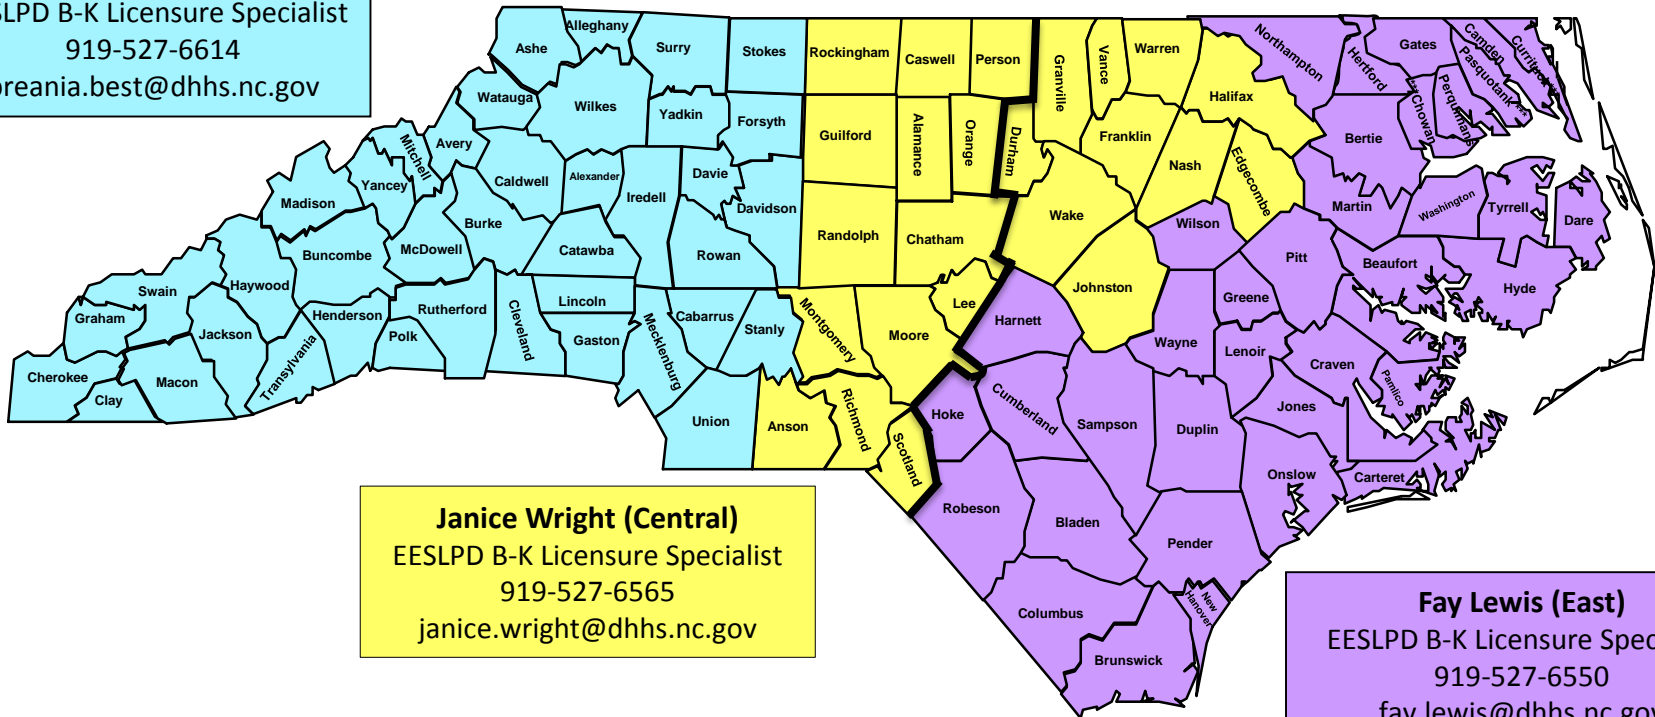 SLPD B-K Licensure Specialist
919-527-6614
reania.best@dhhs.nc.gov
Ashe
Alleghany
Surry
Stokes
Rockingham
Caswell
Person
Granville
Vance
Warren
Northampton
Hertford
Gates
Camden
Currituck
Pasquotank
Perquimans
Chowan
Watauga
Wilkes
Yadkin
Forsyth
Guilford
Alamance
Orange
Durham
Franklin
Halifax
Bertie
Mitchell
Avery
Yancey
Caldwell
Alexander
Iredell
Davie
Davidson
Nash
Edgecombe
Madison
Burke
Randolph
Chatham
Wake
Wilson
Martin
Washington
Tyrrell
Dare
Buncombe
McDowell
Catawba
Rowan
Pitt
Beaufort
Hyde
Swain
Haywood
Johnston
Greene
Graham
Jackson
Henderson
Rutherford
Cleveland
Lincoln
Mecklenburg
Cabarrus
Stanly
Montgomery
Moore
Lee
Harnett
Wayne
Lenoir
Craven
Pamlico
Polk
Gaston
Transylvania
Cherokee
Macon
Clay
Union
Anson
Richmond
Scotland
Hoke
Cumberland
Sampson
Duplin
Jones
Onslow
Carteret
Robeson
Bladen
Pender
Columbus
New
Hanover
Brunswick
Janice Wright (Central)
EESLPD B-K Licensure Specialist
919-527-6565
janice.wright@dhhs.nc.gov
Fay Lewis (East)
EESLPD B-K Licensure Spec
919-527-6550
fay.lewis@dhhs.nc.gov